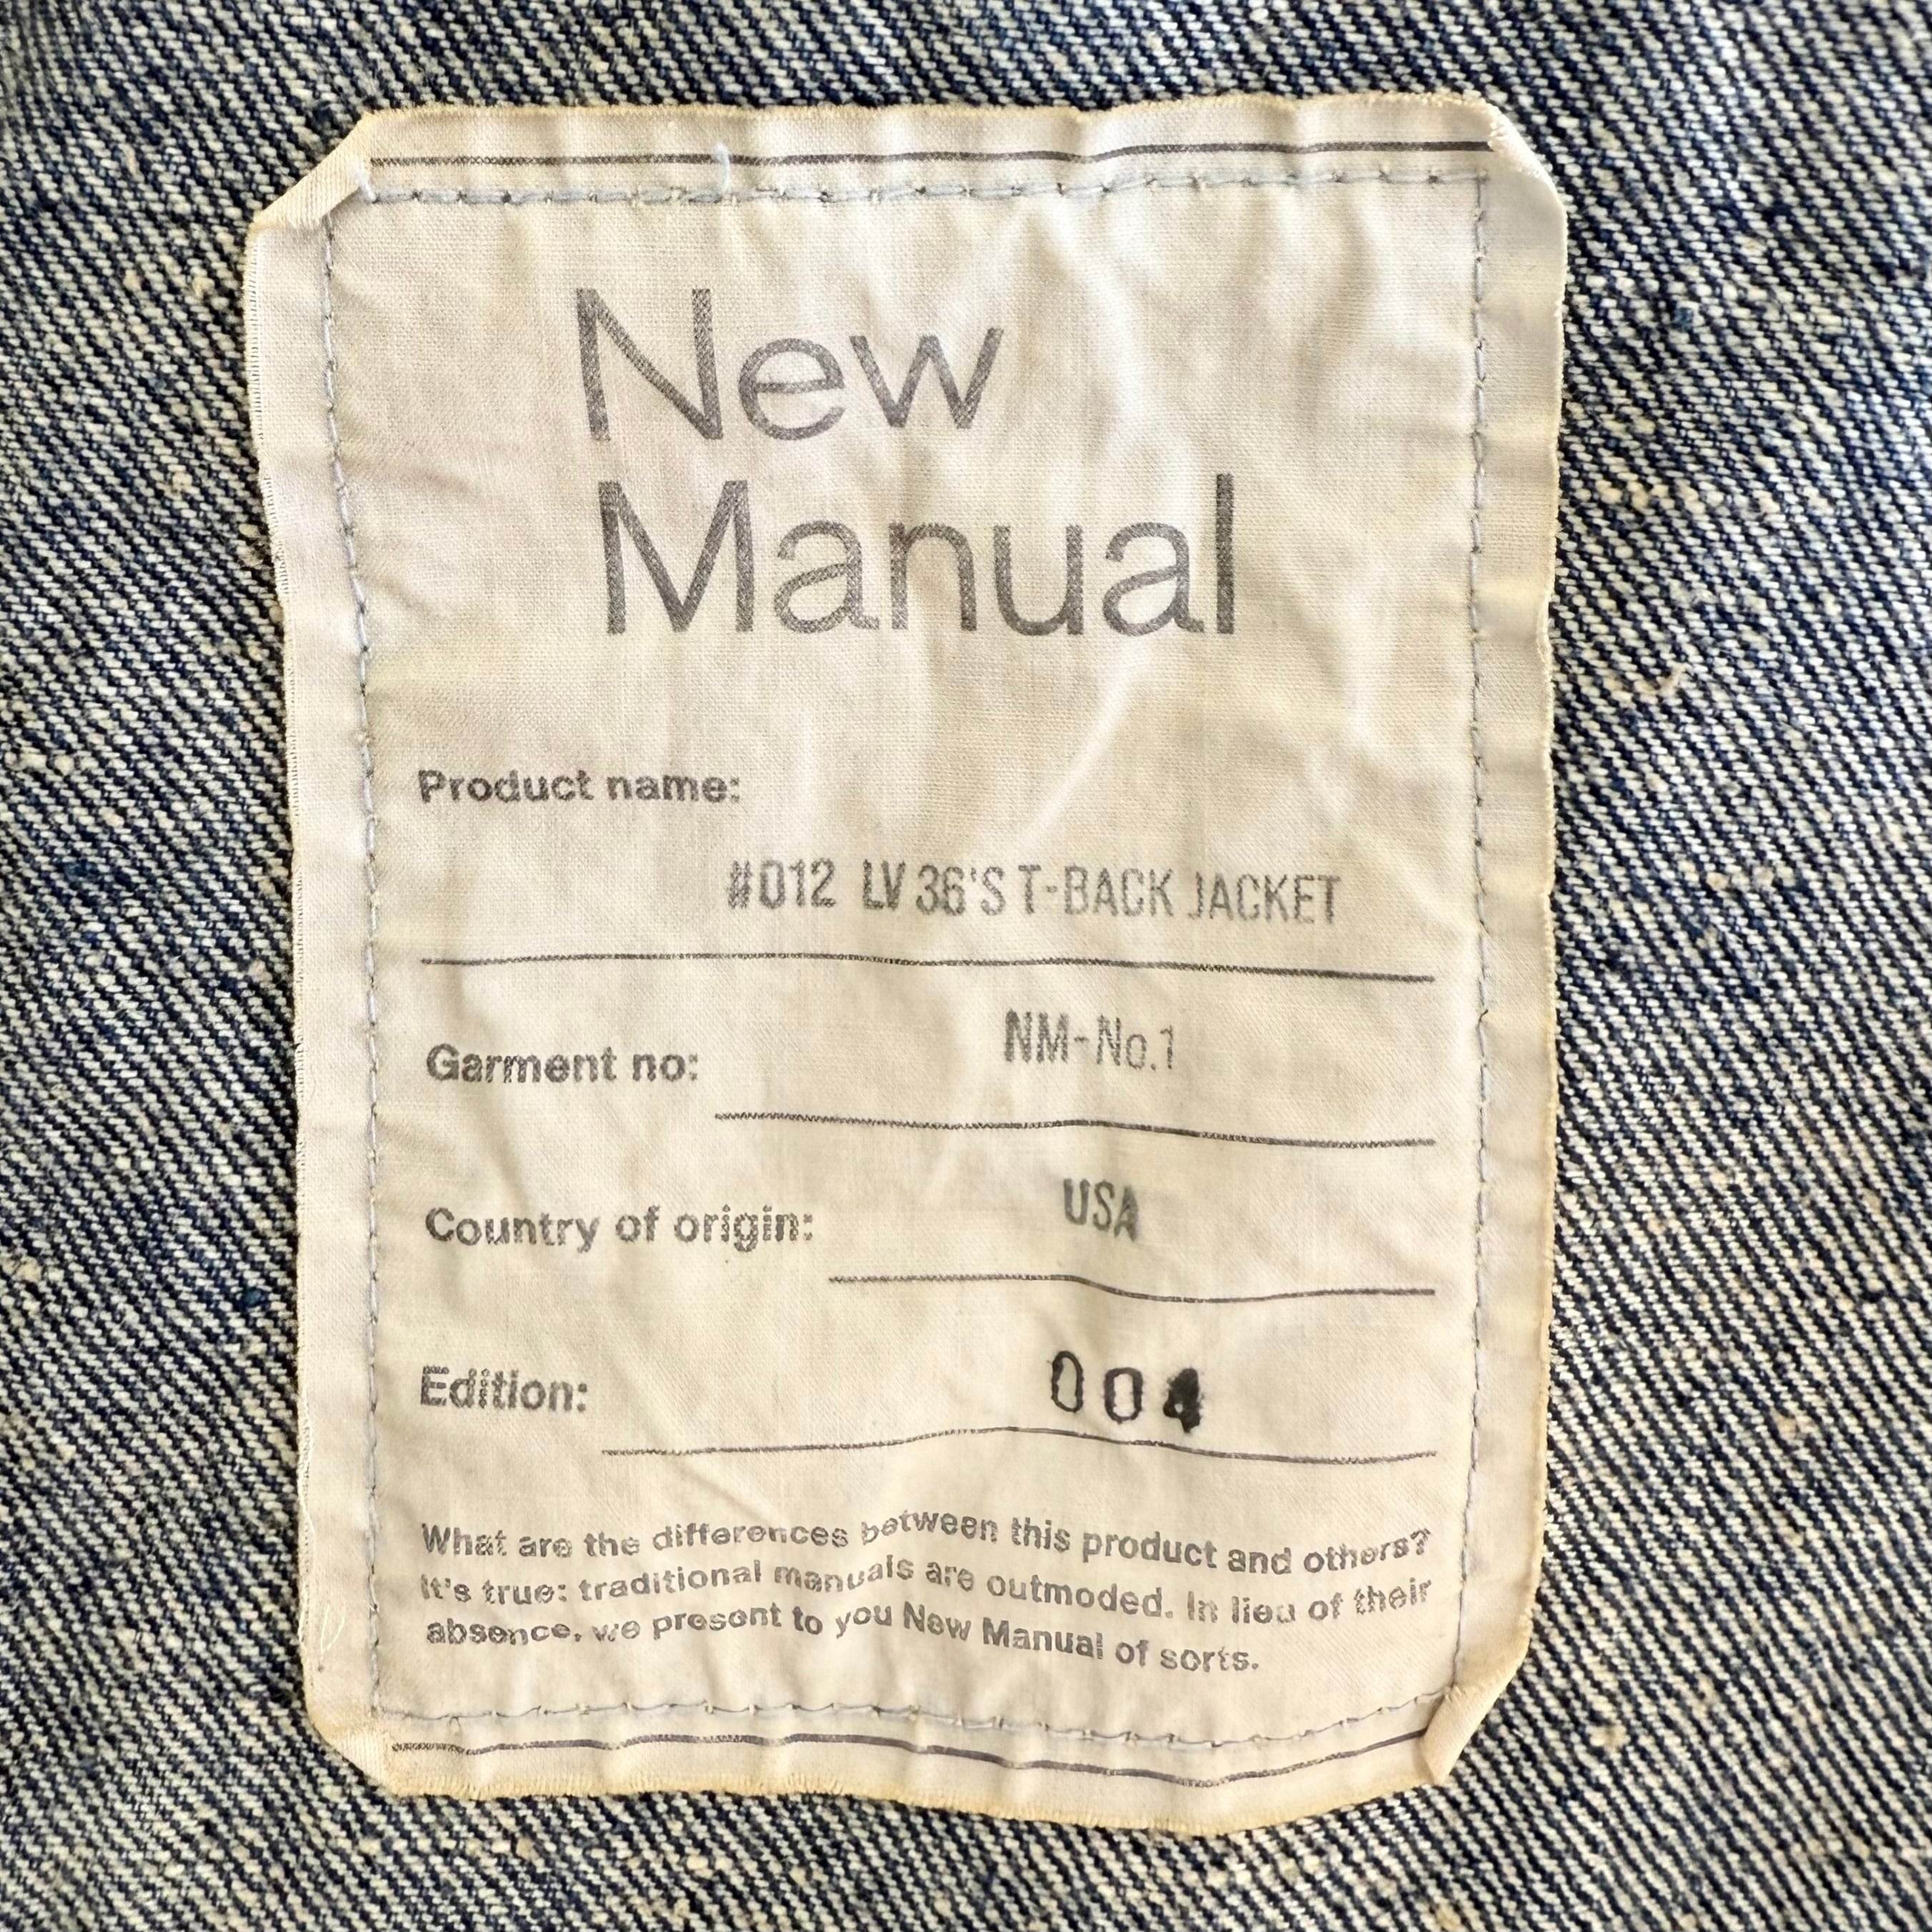 New
Manual
Product name:
#012 LV 36'S T-BACK JACKET
Garment no: NM-No.1
Country of origin: USA
Edition: 004
What are the differences between this product and others?
It's true: traditional manuals are outmoded. In lieu of their
absence, we present to you New Manual of sorts.